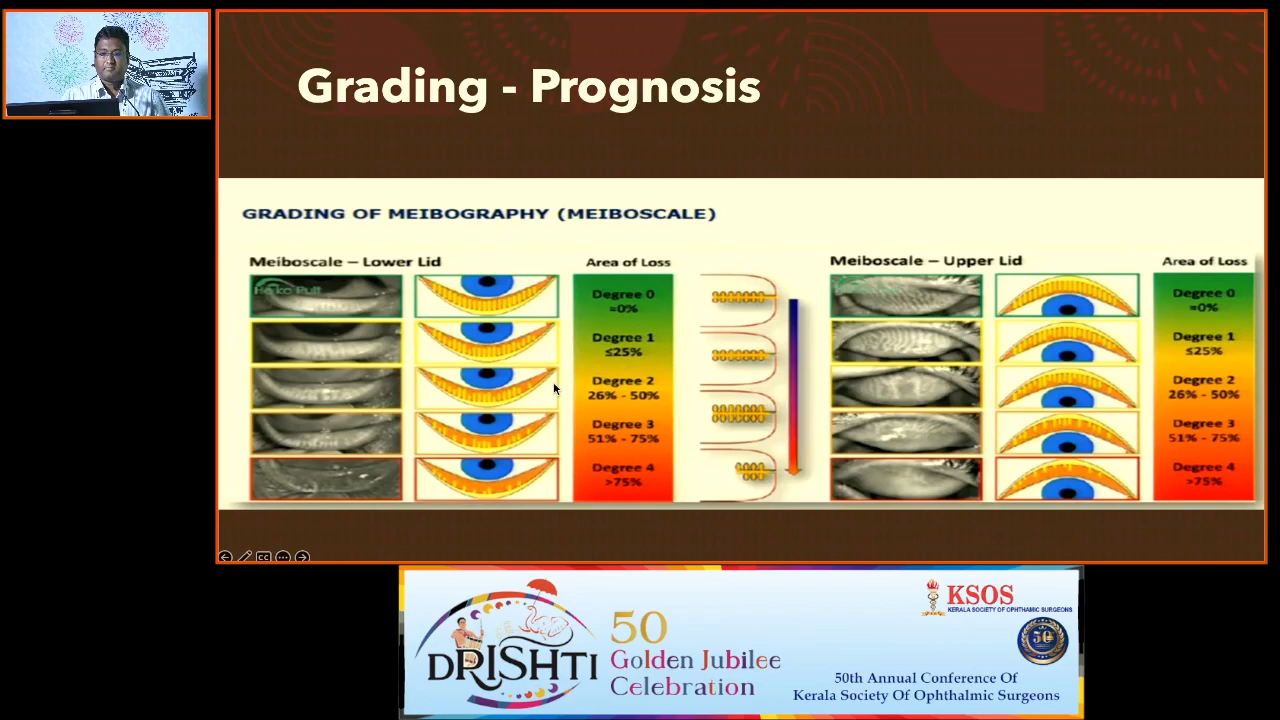 Grading - Prognosis
GRADING OF MEIBOGRAPHY (MEIBOSCALE)
Meiboscale – Lower Lid
Area of Loss
Degree 0
≈0%
Degree 1
≤25%
Degree 2
26% - 50%
Degree 3
51% - 75%
Degree 4
>75%
Meiboscale – Upper Lid
Area of Loss
Degree 0
≈0%
Degree 1
≤25%
Degree 2
26% - 50%
Degree 3
51% - 75%
Degree 4
>75%
DRISHTI
50
Golden Jubilee
Celebration
KSOS
KERALA SOCIETY OF OPHTHAMIC SURGEONS
50
50th Annual Conference Of
Kerala Society Of Ophthalmic Surgeons